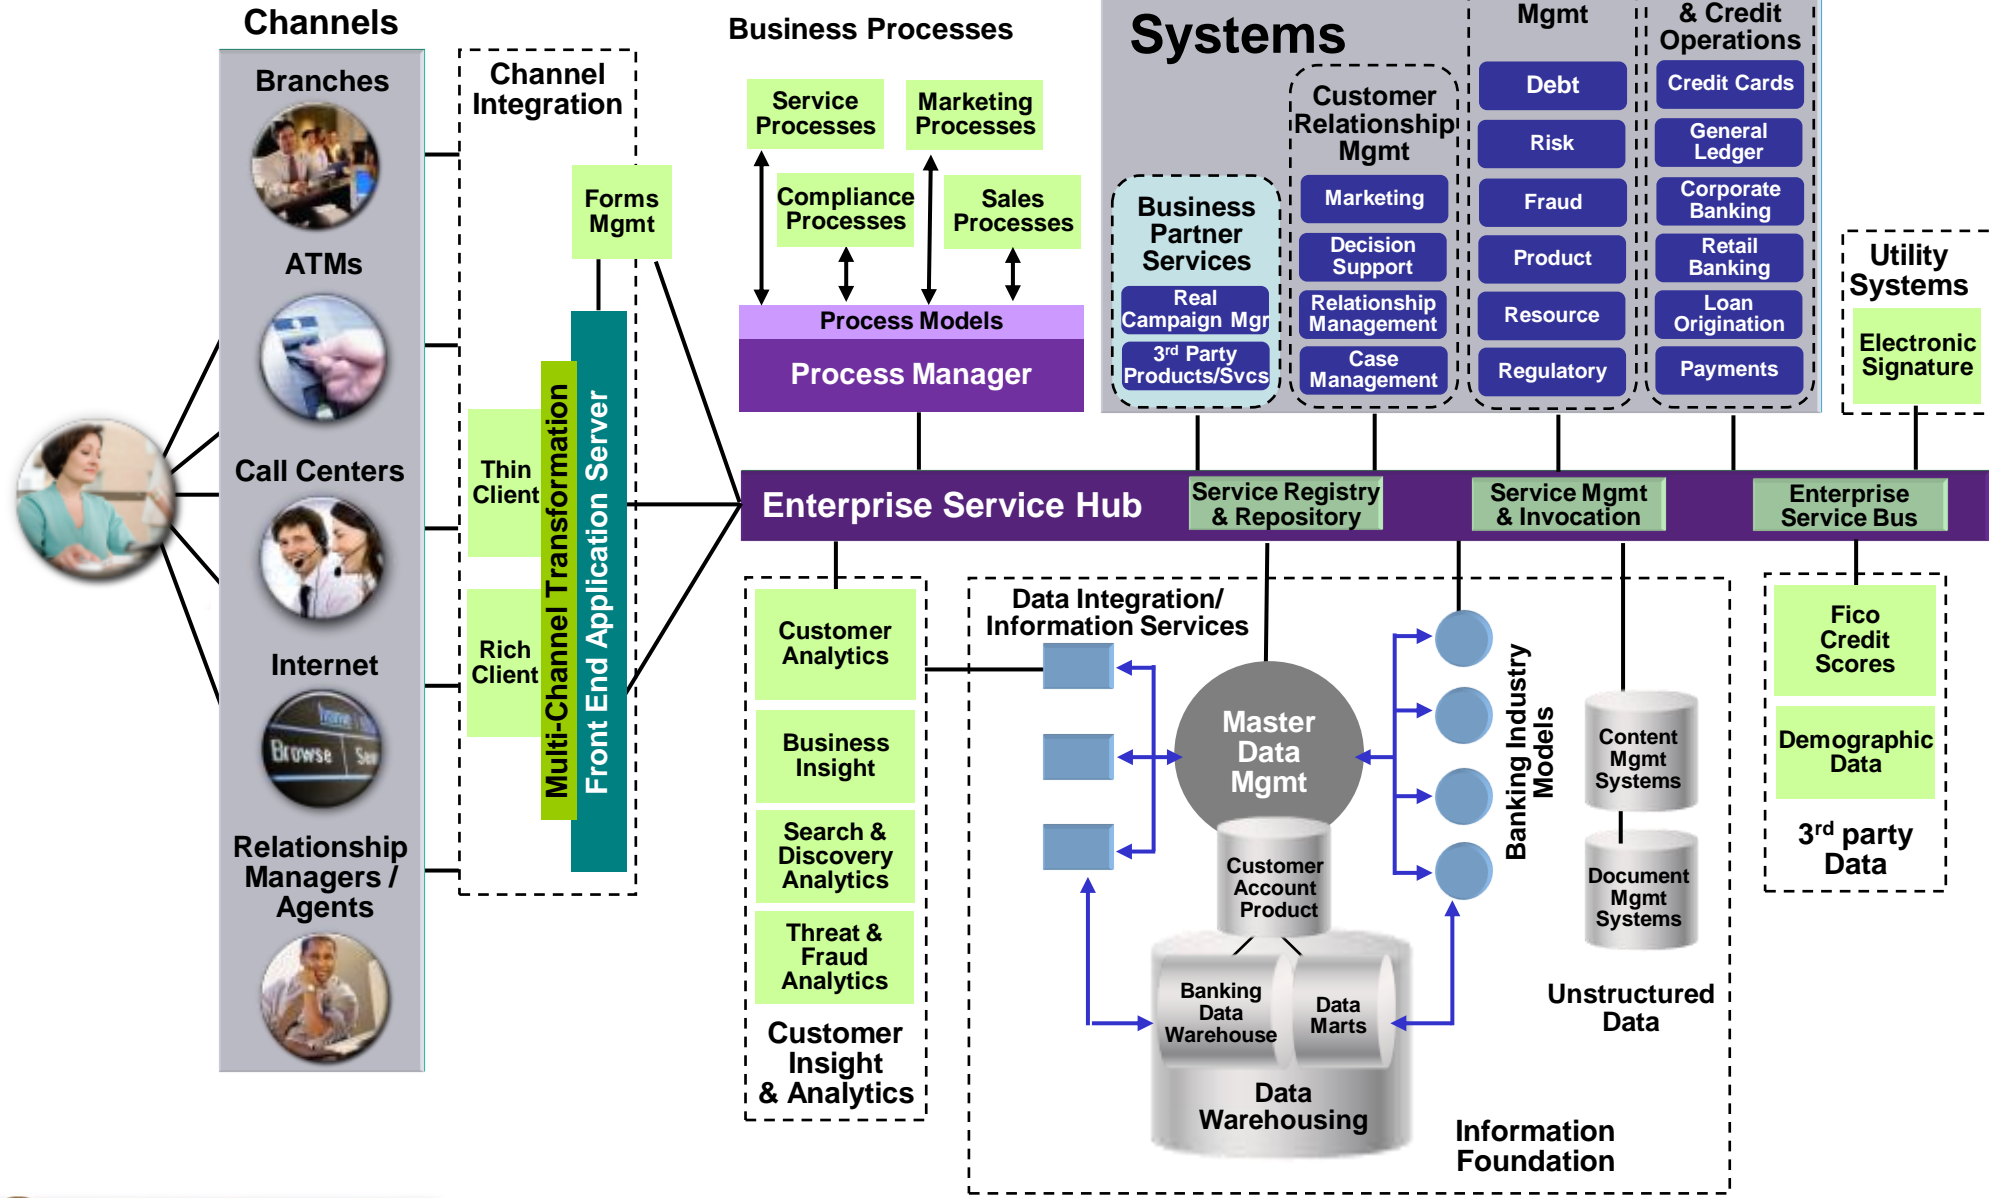 Channels
Branches
ATMs
Call Centers
Internet
Relationship
Managers /
Agents
Channel
Integration
Forms
Mgmt
Thin
Client
Rich
Client
Multi-Channel Transformation
Front End Application Server
Business Processes
Service
Processes
Marketing
Processes
Compliance
Processes
Sales
Processes
Process Models
Process Manager
Systems
Business
Partner
Services
Real
Campaign Mgr
3rd Party
Products/Svcs
Customer
Relationship
Mgmt
Marketing
Decision
Support
Relationship
Management
Case
Management
Mgmt
Debt
Risk
Fraud
Product
Resource
Regulatory
& Credit
Operations
Credit Cards
General
Ledger
Corporate
Banking
Retail
Banking
Loan
Origination
Payments
Utility
Systems
Electronic
Signature
Enterprise Service Hub
Service Registry
& Repository
Service Mgmt
& Invocation
Enterprise
Service Bus
Customer
Analytics
Business
Insight
Search &
Discovery
Analytics
Threat &
Fraud
Analytics
Customer
Insight
& Analytics
Data Integration/
Information Services
Master
Data
Mgmt
Customer
Account
Product
Banking
Data
Warehouse
Data
Marts
Data
Warehousing
Banking Industry
Models
Content
Mgmt
Systems
Document
Mgmt
Systems
Unstructured
Data
Information
Foundation
Fico
Credit
Scores
Demographic
Data
3rd party
Data
Browse